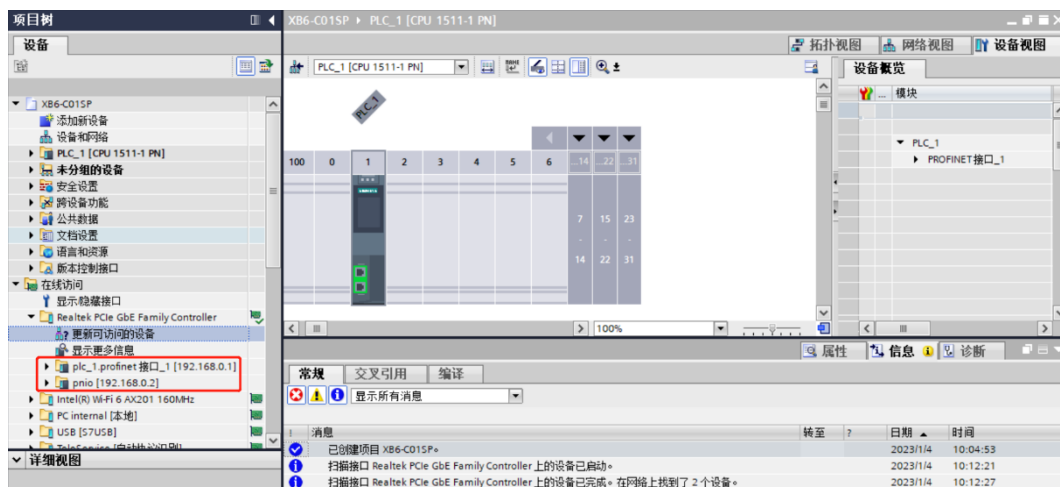 项目树
XB6-C01SP ▸ PLC_1 [CPU 1511-1 PN]
设备
拓扑视图 网络视图 设备视图
PLC_1 [CPU 1511-1 PN]
设备概览
... 模块
XB6-C01SP
添加新设备
设备和网络
PLC_1 [CPU 1511-1 PN]
未分组的设备
安全设置
跨设备功能
公共数据
文档设置
语言和资源
版本控制接口
在线访问
显示/隐藏接口
Realtek PCIe GbE Family Controller
更新可访问的设备
显示更多信息
plc_1.profinet 接口_1 [192.168.0.1]
pnio [192.168.0.2]
Intel(R) Wi-Fi 6 AX201 160MHz
PC internal [本地]
USB [S7USB]
详细视图
PLC_1
100 0 1 2 3 4 5 6 ...14 ...22 ...31
7 15 23
- - -
14 22 31
SIEMENS
PLC_1
PROFINET接口_1
100%
属性 信息 诊断
常规 交叉引用 编译
显示所有消息
! 消息 转至 ? 日期 时间
已创建项目 XB6-C01SP。 2023/1/4 10:04:53
扫描接口 Realtek PCIe GbE Family Controller 上的设备已启动。 2023/1/4 10:12:21
扫描接口 Realtek PCIe GbE Family Controller 上的设备已完成。在网络上找到了 2 个设备。 2023/1/4 10:12:27